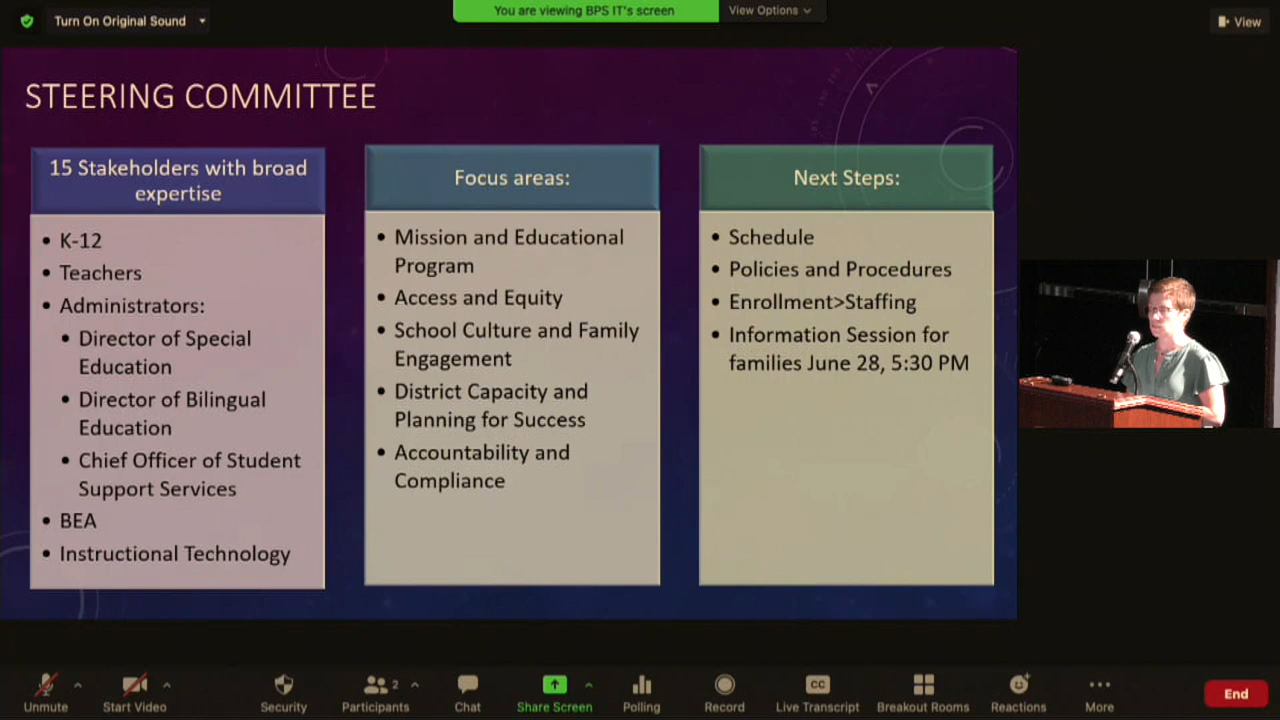 Turn On Original Sound
You are viewing BPS IT's screen
View Options
View
STEERING COMMITTEE
15 Stakeholders with broad
expertise
• K-12
• Teachers
• Administrators:
• Director of Special
Education
• Director of Bilingual
Education
• Chief Officer of Student
Support Services
• BEA
• Instructional Technology
Focus areas:
• Mission and Educational
Program
• Access and Equity
• School Culture and Family
Engagement
• District Capacity and
Planning for Success
• Accountability and
Compliance
Next Steps:
• Schedule
• Policies and Procedures
• Enrollment>Staffing
• Information Session for
families June 28, 5:30 PM
Unmute
Start Video
Security
Participants
2
Chat
Share Screen
Polling
Record
CC
Live Transcript
Breakout Rooms
Reactions
More
End